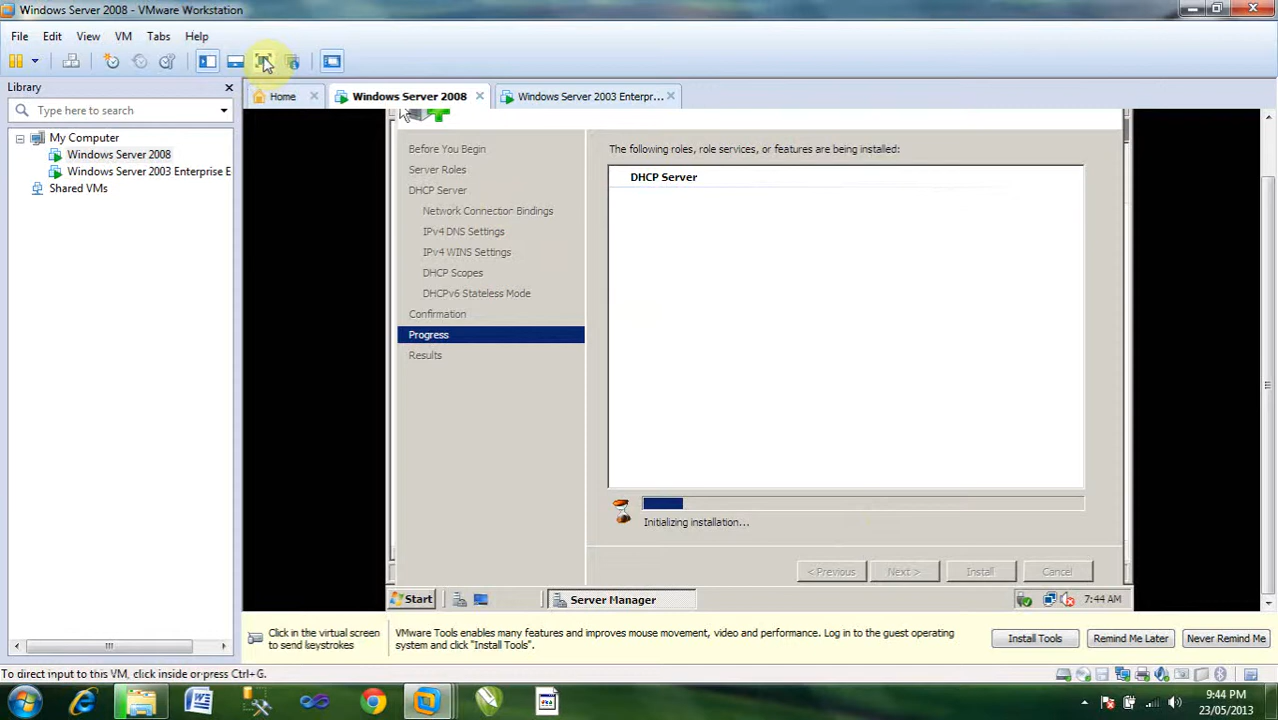 Windows Server 2008 - VMware Workstation
File Edit View VM Tabs Help
Library
Type here to search
My Computer
Windows Server 2008
Windows Server 2003 Enterprise E
Shared VMs
Home
Windows Server 2008
Windows Server 2003 Enterpr...
Before You Begin
Server Roles
DHCP Server
Network Connection Bindings
IPv4 DNS Settings
IPv4 WINS Settings
DHCP Scopes
DHCPv6 Stateless Mode
Confirmation
Progress
Results
The following roles, role services, or features are being installed:
DHCP Server
Initializing installation...
< Previous Next > Install Cancel
Start
Server Manager
7:44 AM
Click in the virtual screen
to send keystrokes
VMware Tools enables many features and improves mouse movement, video and performance. Log in to the guest operating
system and click "Install Tools".
Install Tools Remind Me Later Never Remind Me
To direct input to this VM, click inside or press Ctrl+G.
9:44 PM
23/05/2013